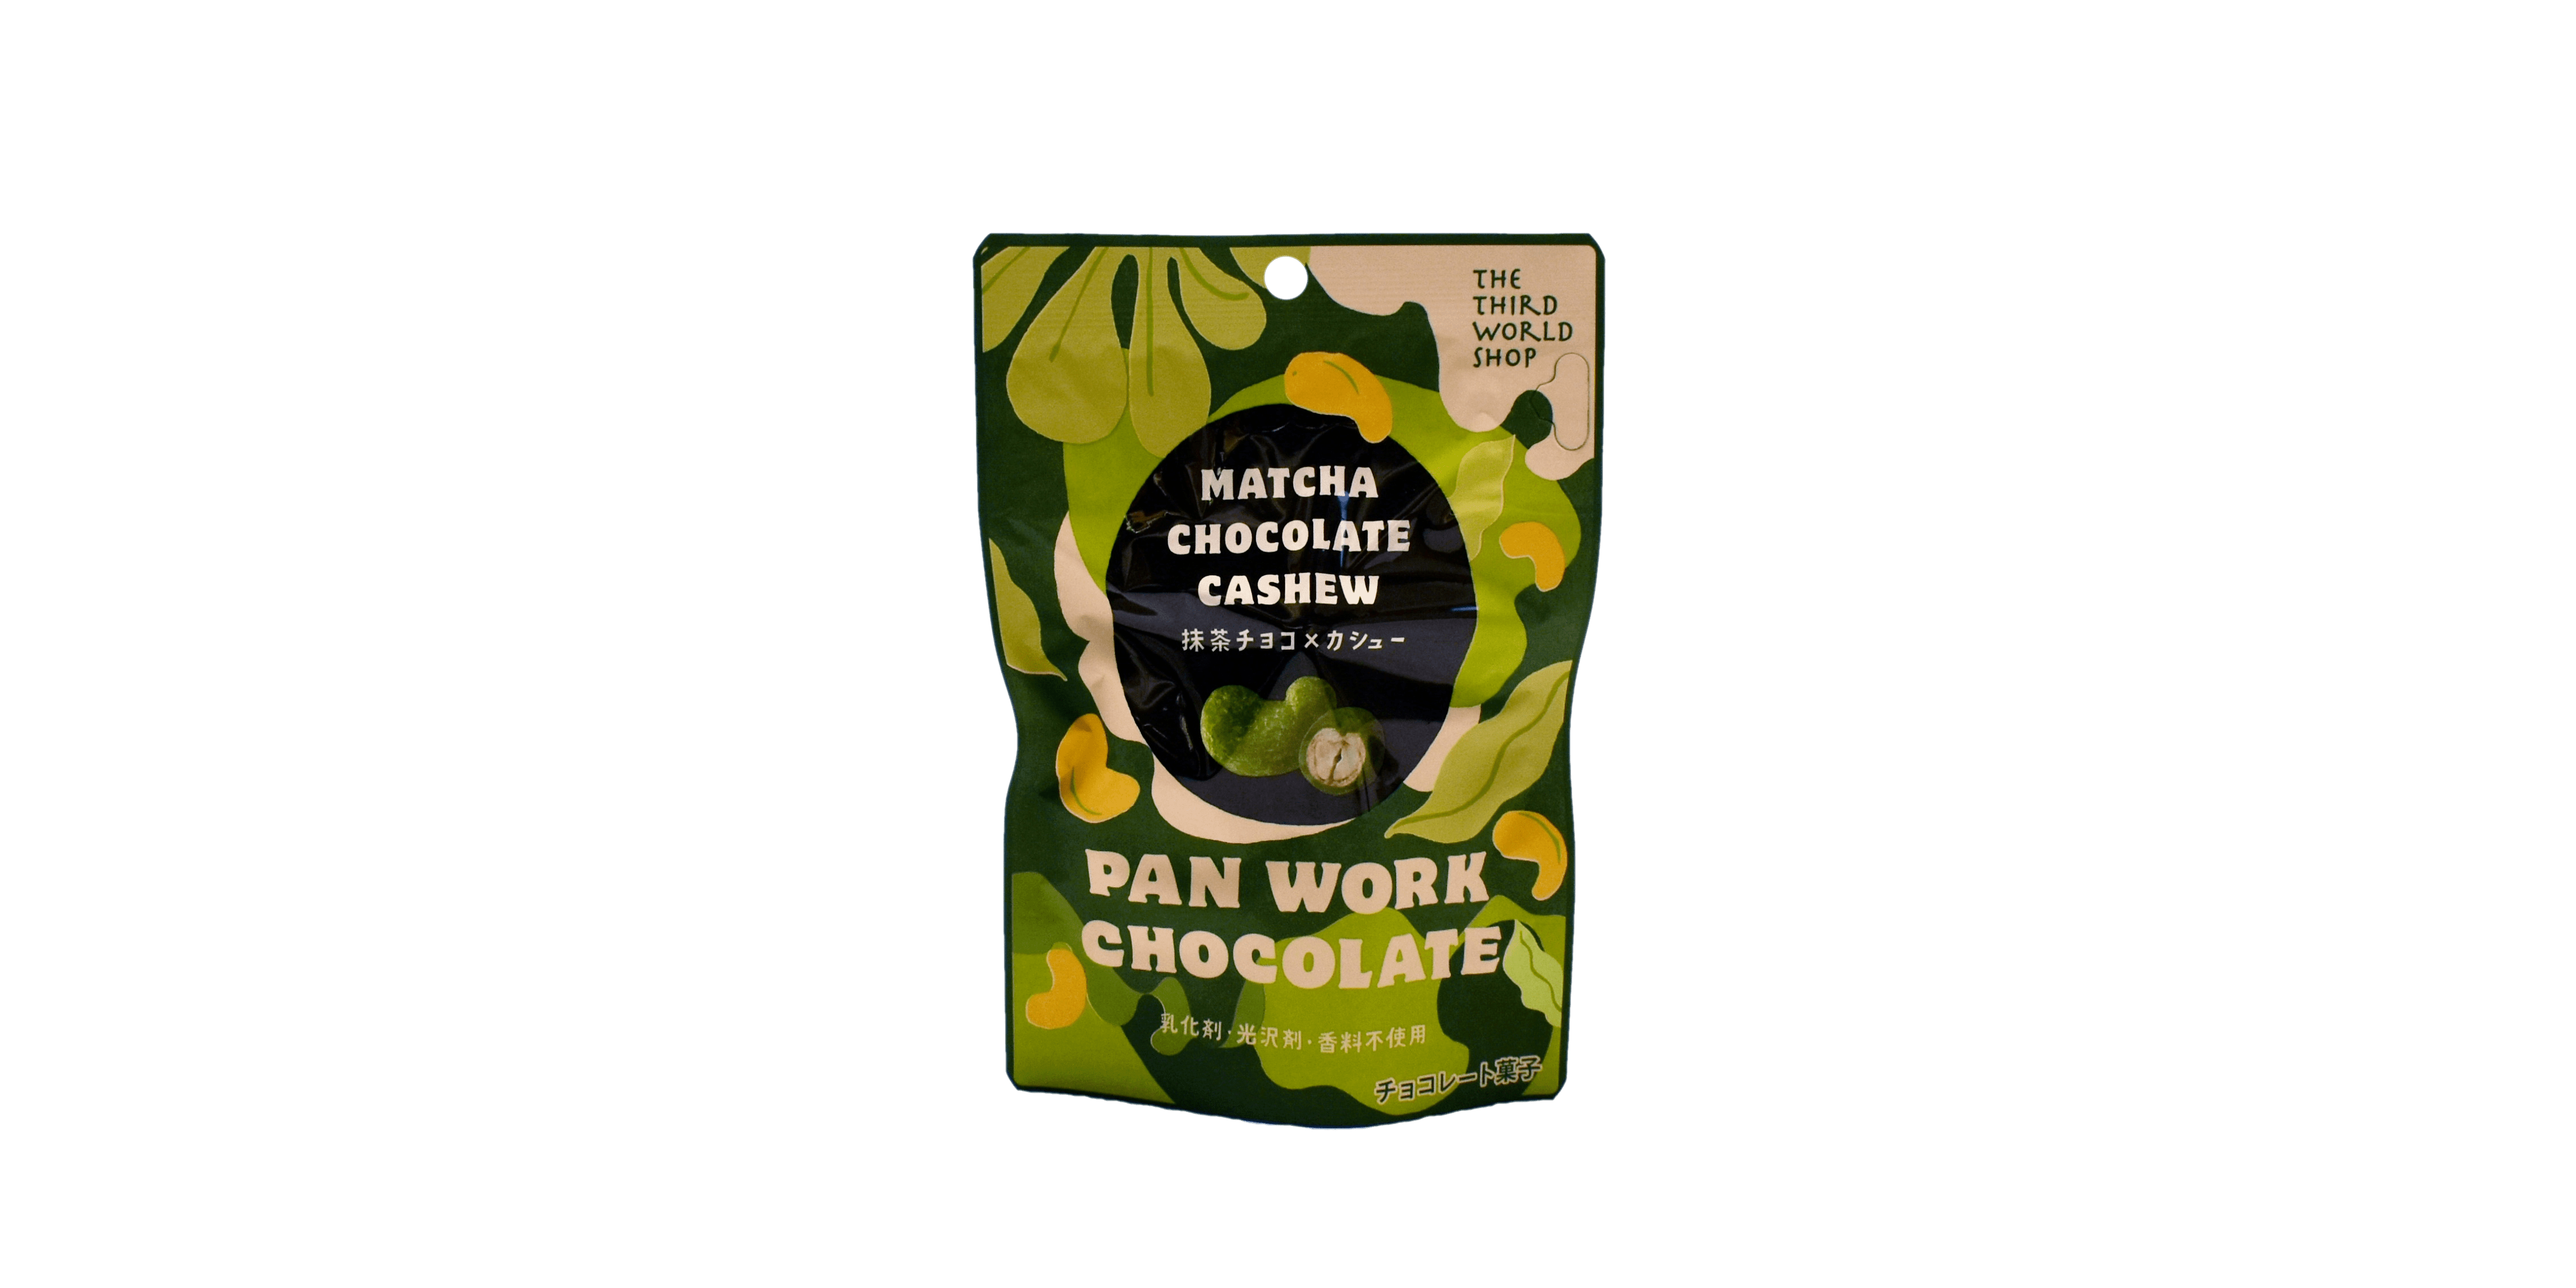 THE
THIRD
WORLD
SHOP
MATCHA
CHOCOLATE
CASHEW
抹茶チョコ×カシュー
PAN WORK
CHOCOLATE
乳化剤・光沢剤・香料不使用
チョコレート菓子